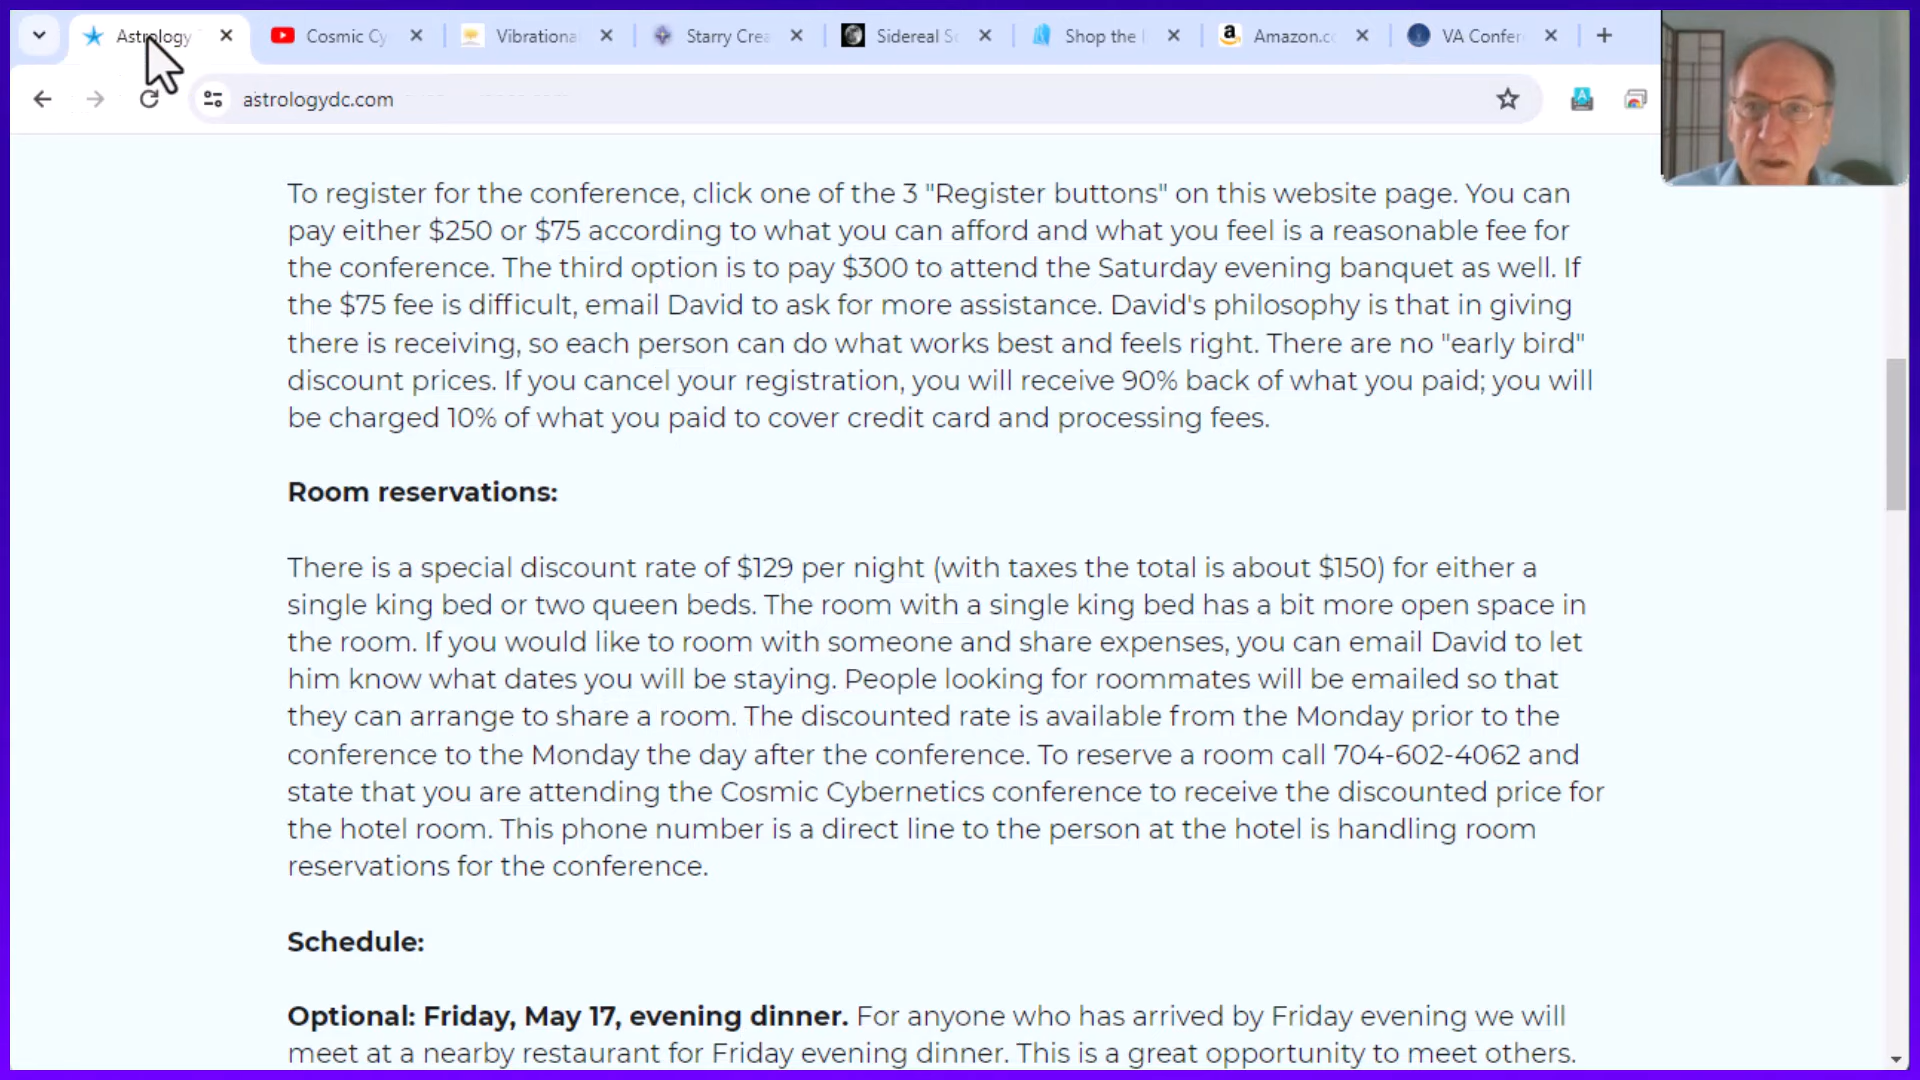 Astrology
Cosmic Cy
Vibrationa
Starry Crea
Sidereal S
Shop the
Amazon.co
VA Confer
astrologydc.com
To register for the conference, click one of the 3 "Register buttons" on this website page. You can
pay either $250 or $75 according to what you can afford and what you feel is a reasonable fee for
the conference. The third option is to pay $300 to attend the Saturday evening banquet as well. If
the $75 fee is difficult, email David to ask for more assistance. David's philosophy is that in giving
there is receiving, so each person can do what works best and feels right. There are no "early bird"
discount prices. If you cancel your registration, you will receive 90% back of what you paid; you will
be charged 10% of what you paid to cover credit card and processing fees.
Room reservations:
There is a special discount rate of $129 per night (with taxes the total is about $150) for either a
single king bed or two queen beds. The room with a single king bed has a bit more open space in
the room. If you would like to room with someone and share expenses, you can email David to let
him know what dates you will be staying. People looking for roommates will be emailed so that
they can arrange to share a room. The discounted rate is available from the Monday prior to the
conference to the Monday the day after the conference. To reserve a room call 704-602-4062 and
state that you are attending the Cosmic Cybernetics conference to receive the discounted price for
the hotel room. This phone number is a direct line to the person at the hotel is handling room
reservations for the conference.
Schedule:
Optional: Friday, May 17, evening dinner. For anyone who has arrived by Friday evening we will
meet at a nearby restaurant for Friday evening dinner. This is a great opportunity to meet others.